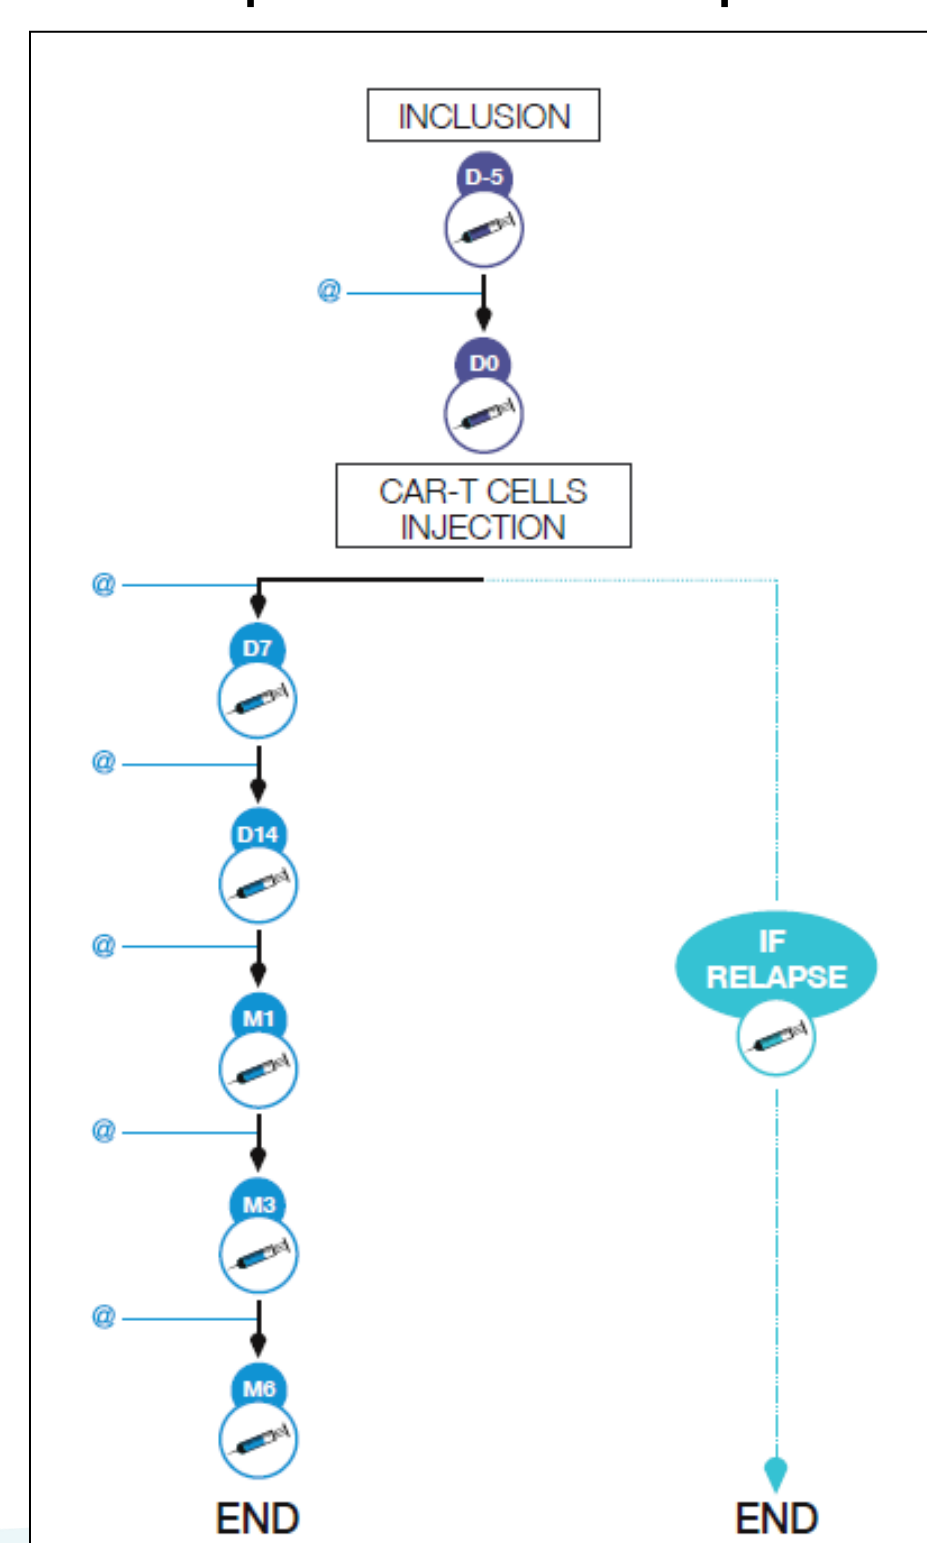 INCLUSION
D-5
@
D0
CAR-T CELLS
INJECTION
@
D7
@
D14
@
M1
@
M3
@
M6
END
IF
RELAPSE
END